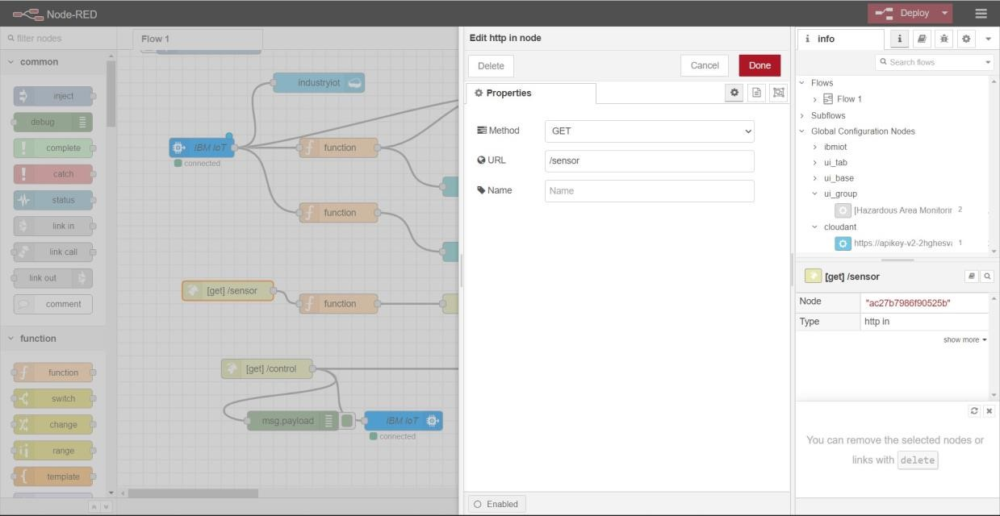 Node-RED
Deploy
filter nodes
Flow 1
common
inject
debug
complete
catch
status
link in
link call
link out
comment
function
function
switch
change
range
template
industryiot
IBM IoT
connected
function
function
[get] /sensor
function
[get] /control
msg.payload
IBM IoT
connected
Edit http in node
Delete
Cancel
Done
Properties
Method
GET
URL
/sensor
Name
Name
Enabled
info
Search flows
Flows
Flow 1
Subflows
Global Configuration Nodes
ibmiot
ui_tab
ui_base
ui_group
[Hazardous Area Monitorin 2
cloudant
https://apikey-v2-2hghesva 1
[get] /sensor
Node "ac27b7986f90525b"
Type http in
show more
You can remove the selected nodes or
links with delete